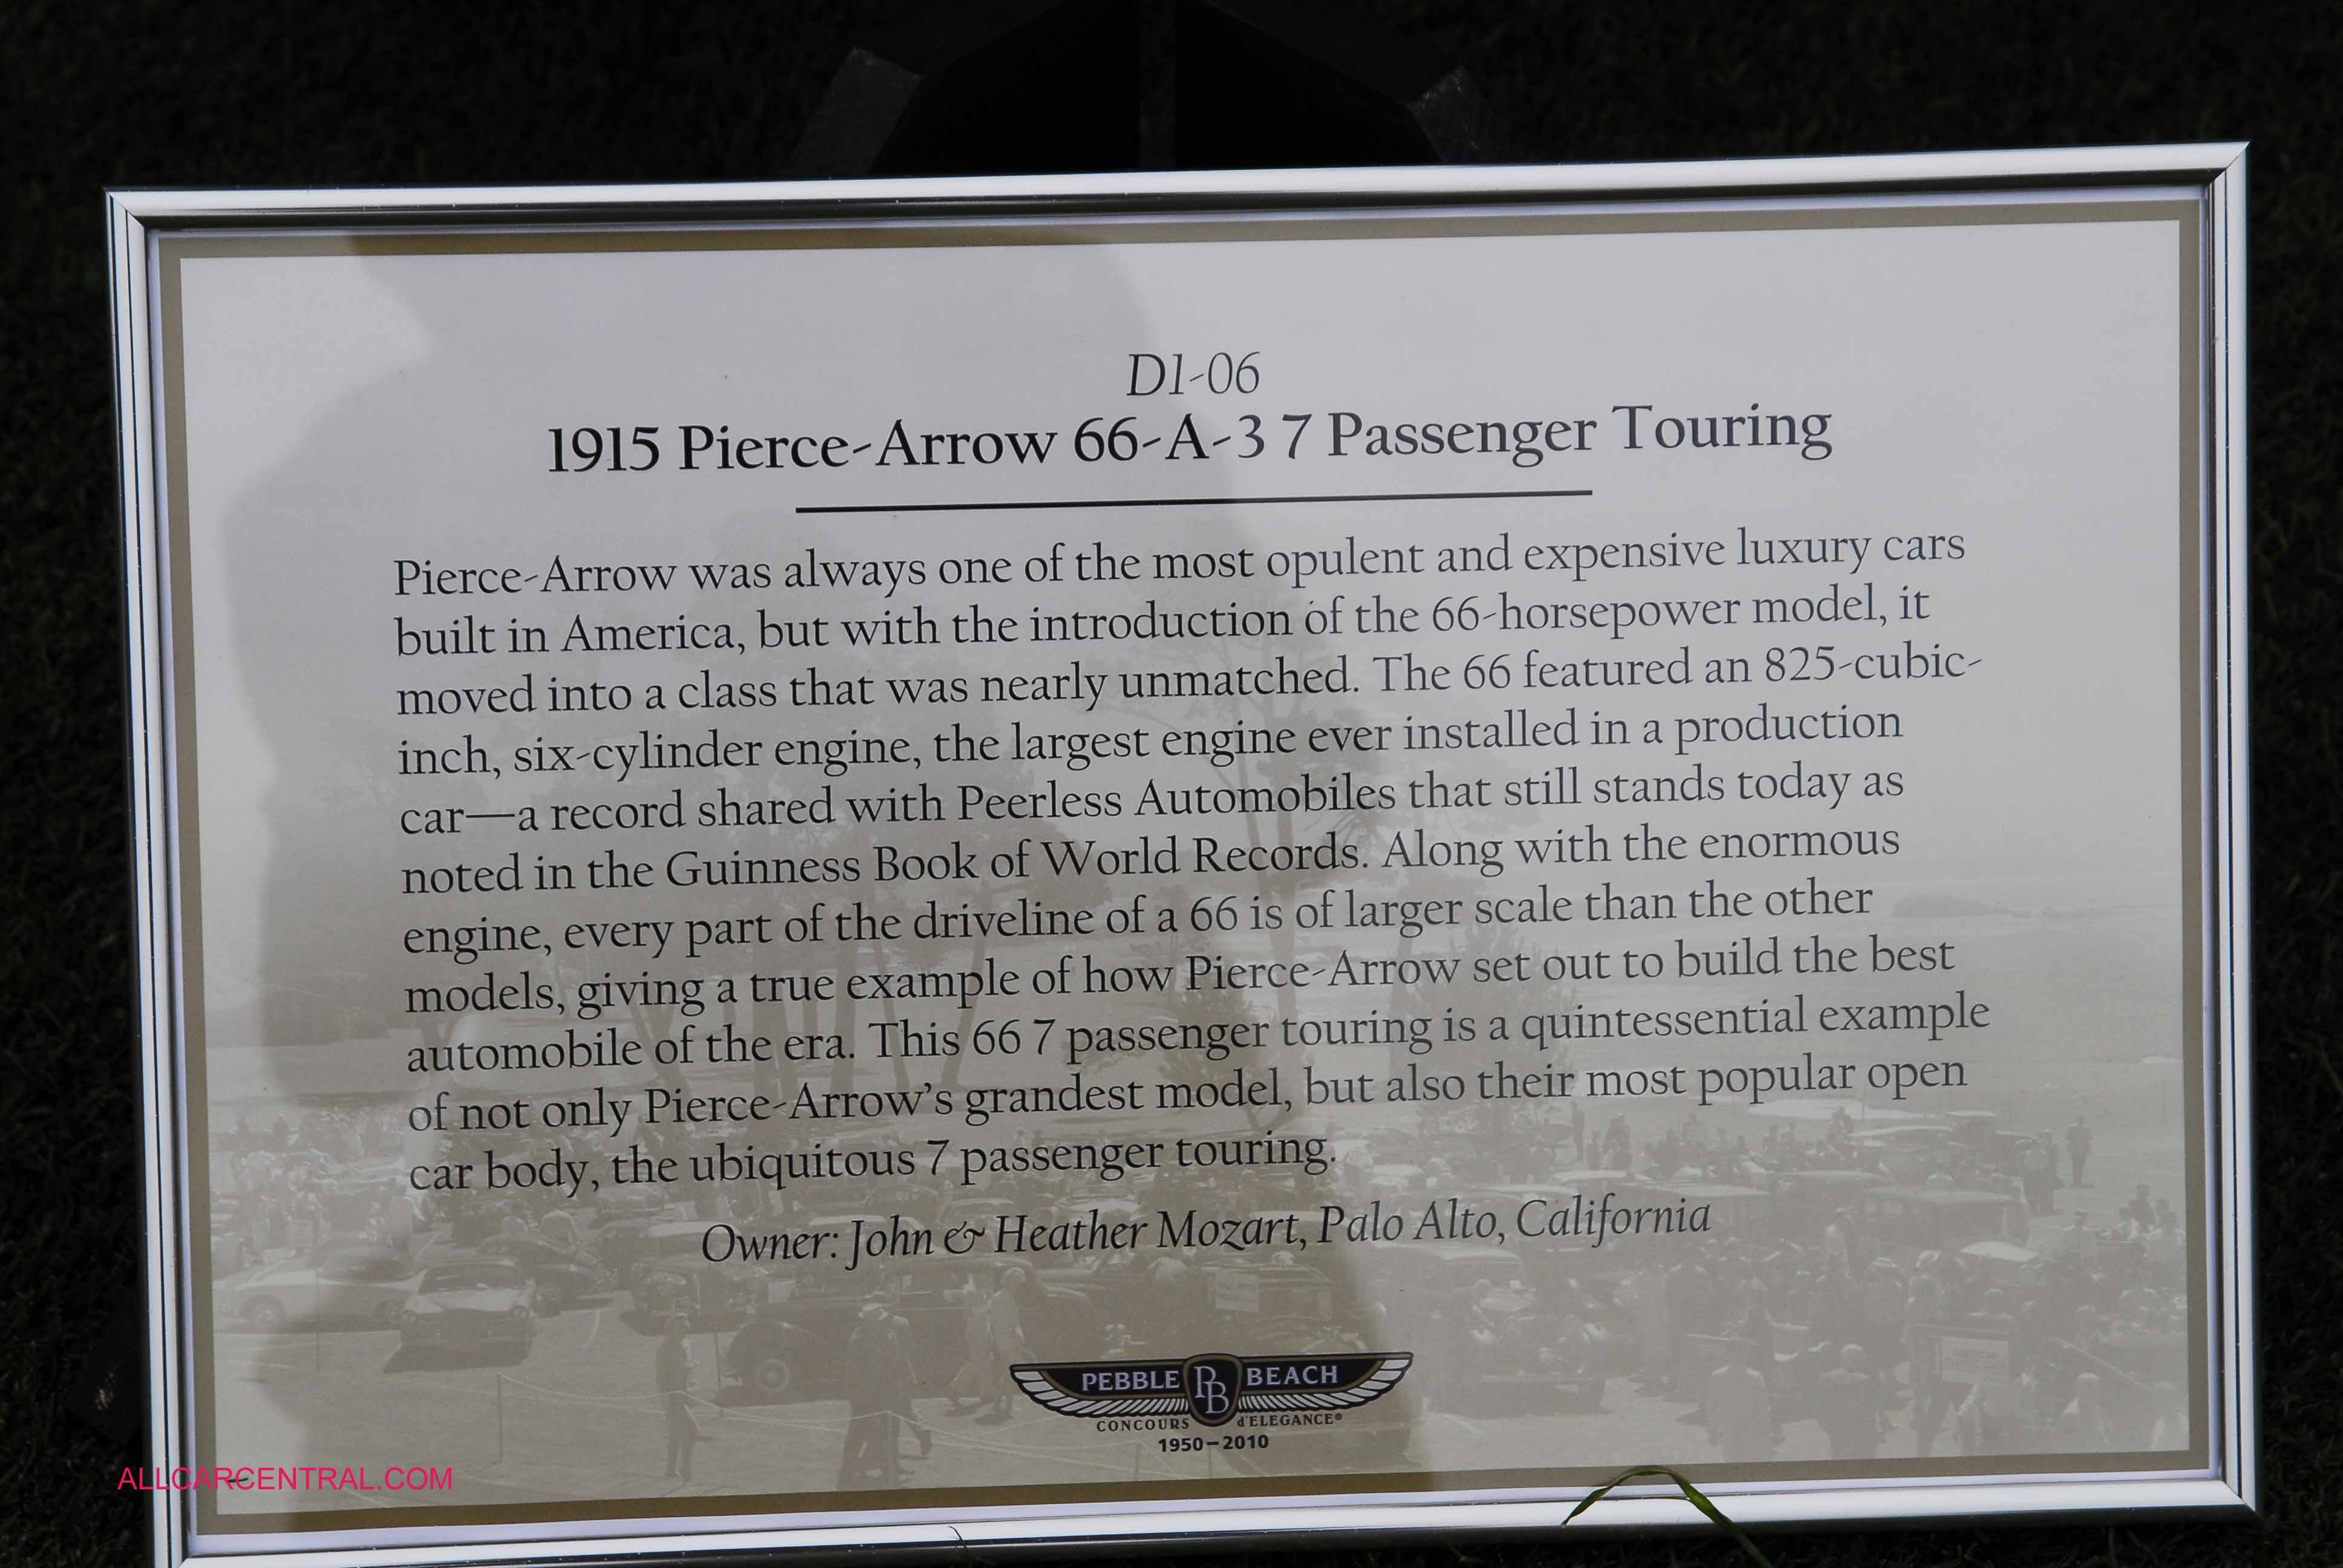 D1-06
1915 Pierce-Arrow 66-A-3 7 Passenger Touring
Pierce-Arrow was always one of the most opulent and expensive luxury cars
built in America, but with the introduction of the 66-horsepower model, it
moved into a class that was nearly unmatched. The 66 featured an 825-cubic-
inch, six-cylinder engine, the largest engine ever installed in a production
car—a record shared with Peerless Automobiles that still stands today as
noted in the Guinness Book of World Records. Along with the enormous
engine, every part of the driveline of a 66 is of larger scale than the other
models, giving a true example of how Pierce-Arrow set out to build the best
automobile of the era. This 66 7 passenger touring is a quintessential example
of not only Pierce-Arrow's grandest model, but also their most popular open
car body, the ubiquitous 7 passenger touring.
Owner: John & Heather Mozart, Palo Alto, California
PEBBLE PB BEACH
CONCOURS d'ELEGANCE®
1950–2010
ALLCARCENTRAL.COM